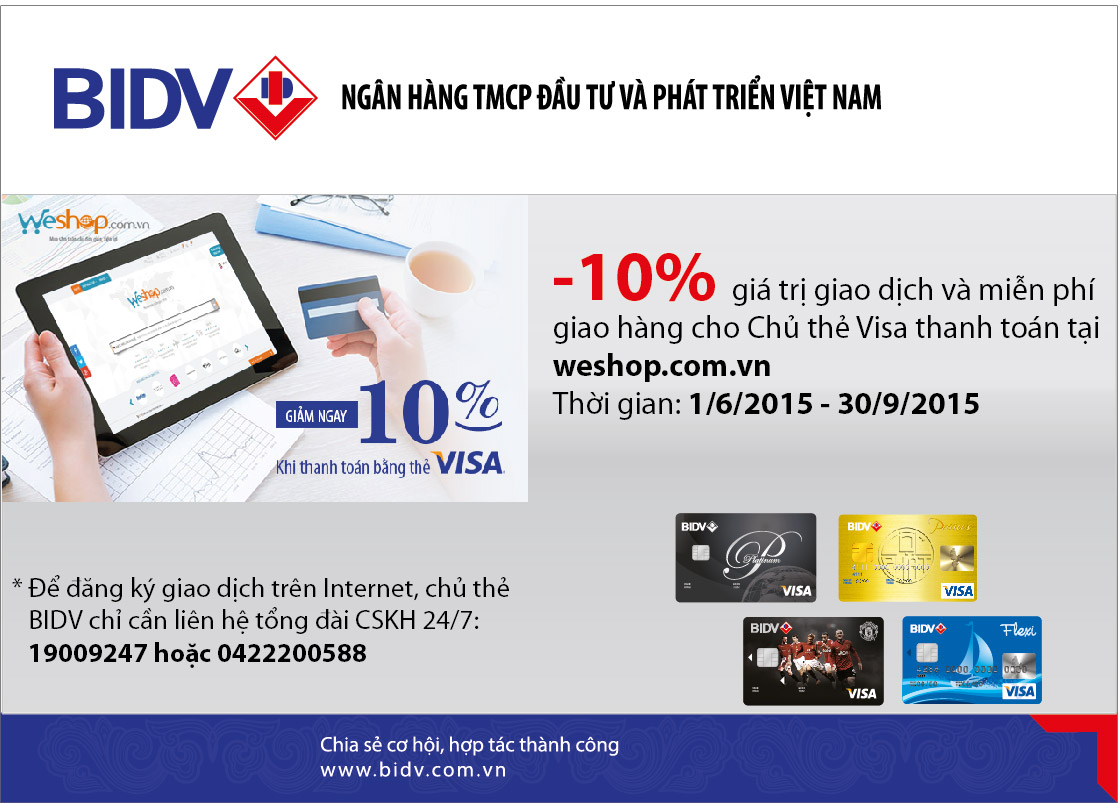 BIDV
NGÂN HÀNG TMCP ĐẦU TƯ VÀ PHÁT TRIỂN VIỆT NAM
Weshop.com.vn
Weshop.com.vn
GIẢM NGAY 10%
Khi thanh toán bằng thẻ VISA
-10% giá trị giao dịch và miễn phí
giao hàng cho Chủ thẻ Visa thanh toán tại
weshop.com.vn
Thời gian: 1/6/2015 - 30/9/2015
* Để đăng ký giao dịch trên Internet, chủ thẻ
BIDV chỉ cần liên hệ tổng đài CSKH 24/7:
19009247 hoặc 0422200588
BIDV
Platinum
VISA
BIDV
Precious
VISA
BIDV
AON
VISA
BIDV
Flexi
VISA
Chia sẻ cơ hội, hợp tác thành công
www.bidv.com.vn